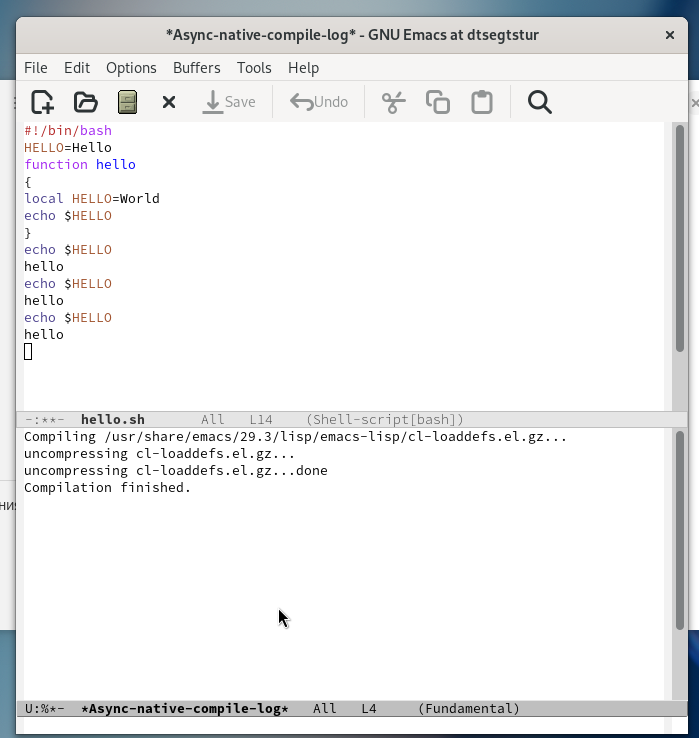 *Async-native-compile-log* - GNU Emacs at dtsegtstur
File Edit Options Buffers Tools Help
Save Undo
#!/bin/bash
HELLO=Hello
function hello
{
local HELLO=World
echo $HELLO
}
echo $HELLO
hello
echo $HELLO
hello
echo $HELLO
hello
-:**- hello.sh All L14 (Shell-script[bash])
Compiling /usr/share/emacs/29.3/lisp/emacs-lisp/cl-loaddefs.el.gz...
uncompressing cl-loaddefs.el.gz...
uncompressing cl-loaddefs.el.gz...done
Compilation finished.
U:%*- *Async-native-compile-log* All L4 (Fundamental)